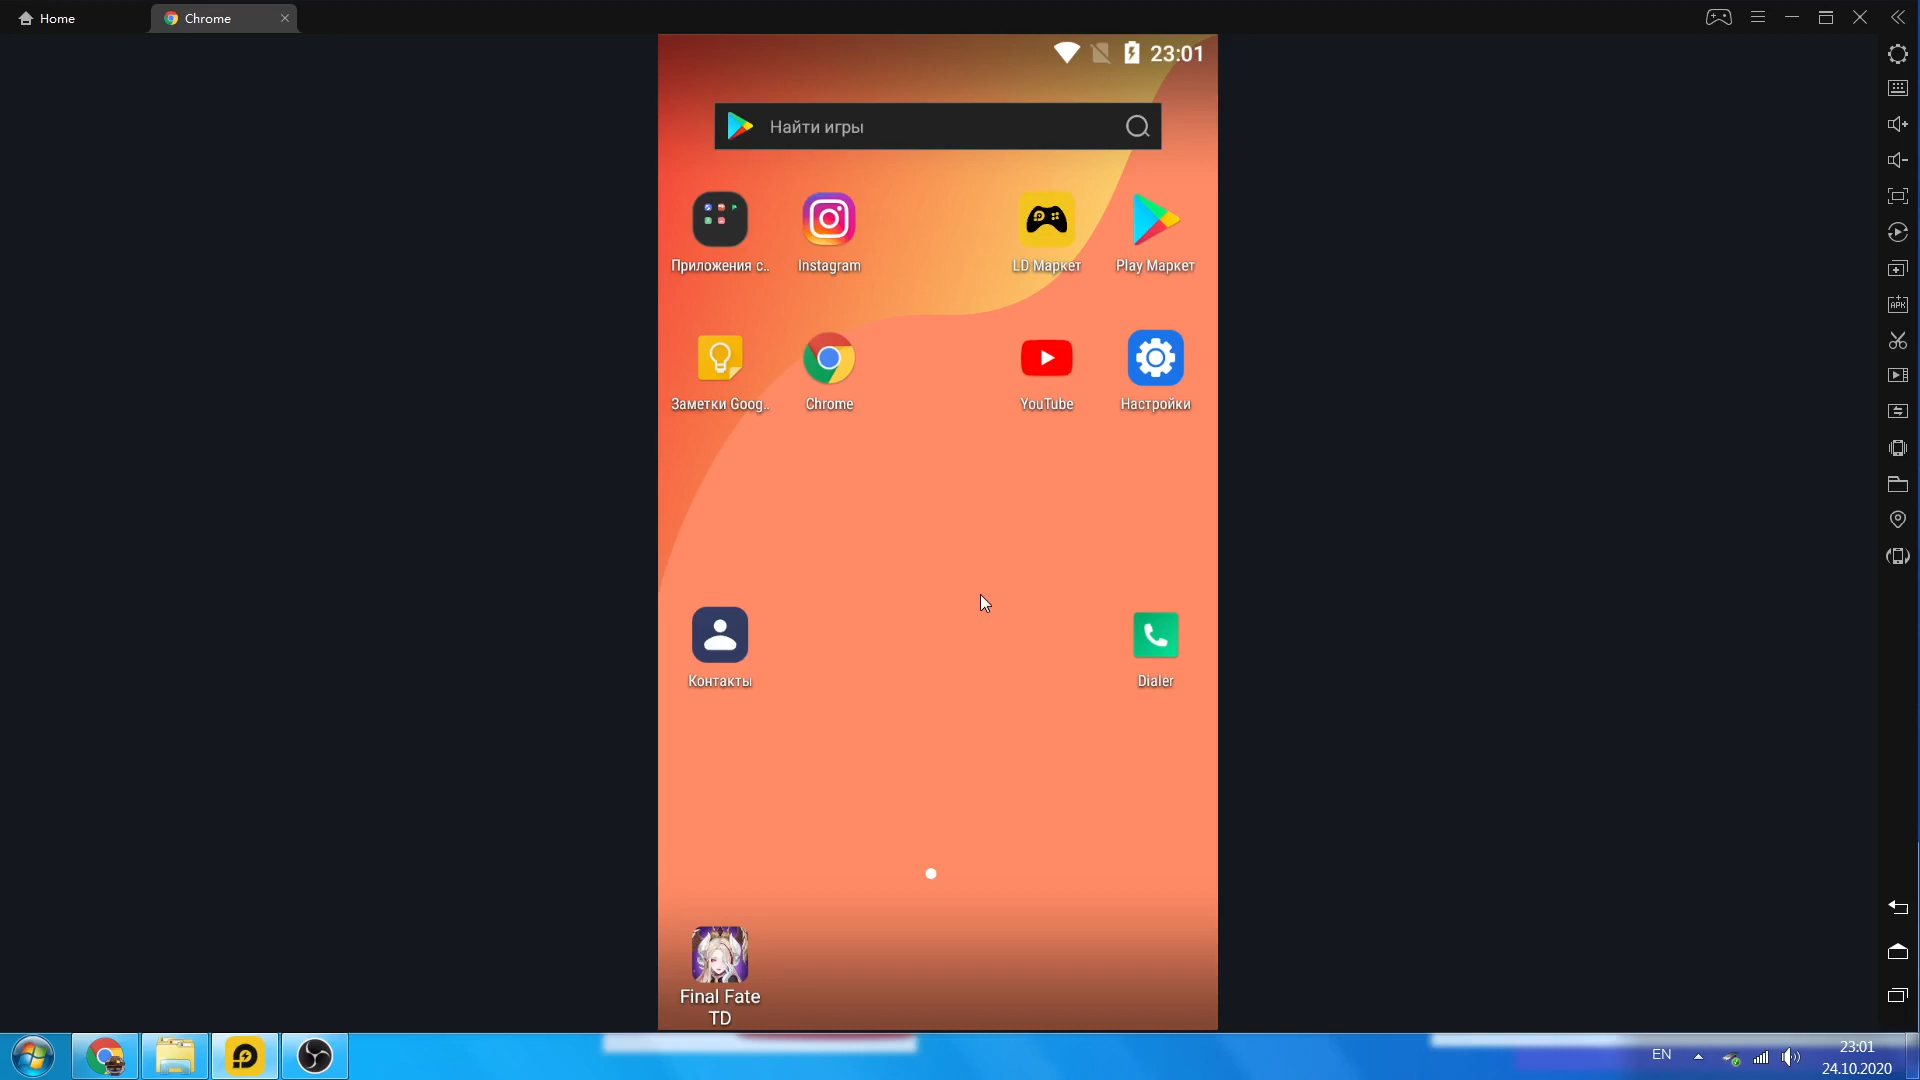 Home
Chrome
23:01
Найти игры
Приложения с..
Instagram
LD Маркет
Play Маркет
APK
Заметки Goog..
Chrome
YouTube
Настройки
Контакты
Dialer
Final Fate
TD
EN
23:01
24.10.2020